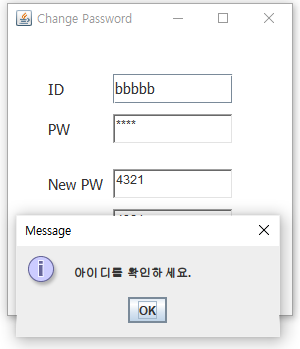 Change Password
ID
bbbbb
PW
****
New PW
4321
Message
아이디를 확인하세요.
OK